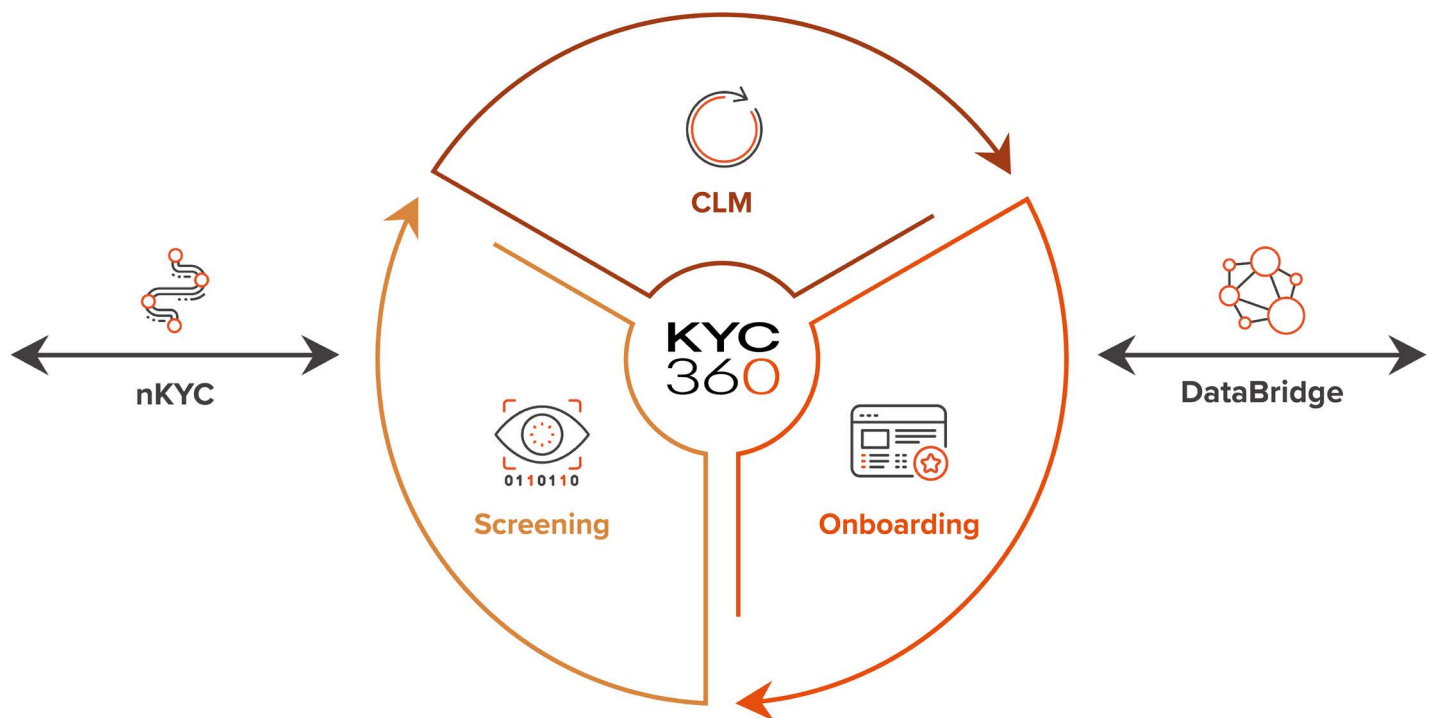 CLM
nKYC
KYC
360
DataBridge
0110110
Screening
Onboarding